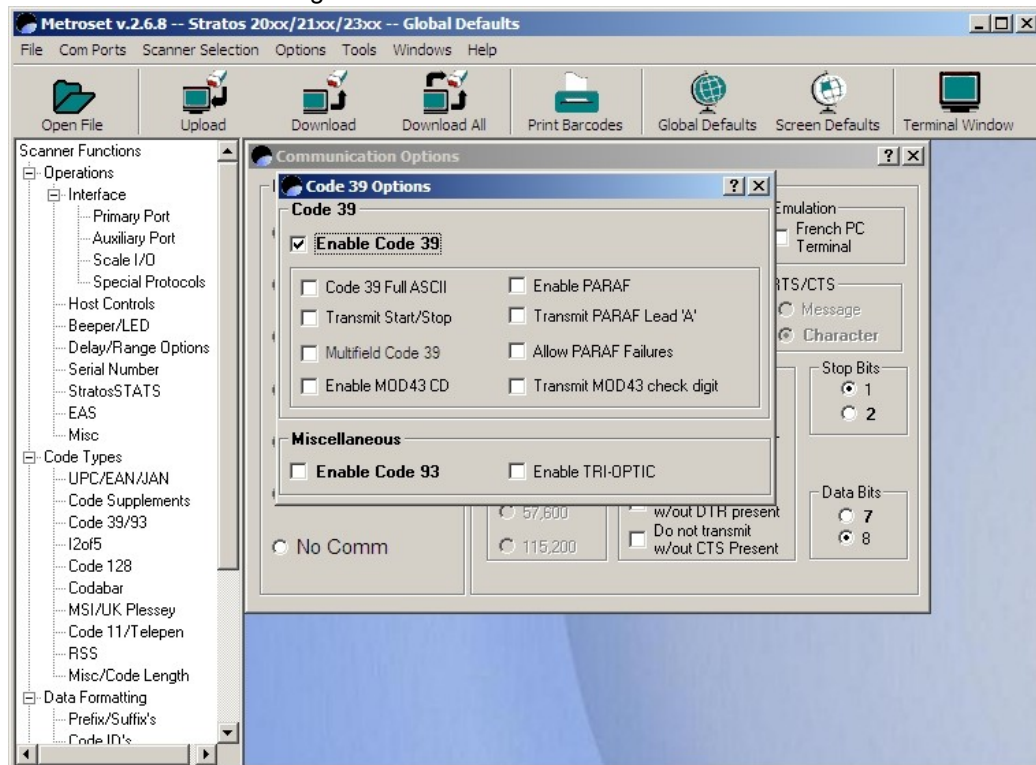 Metroset v.2.6.8 -- Stratos 20xx/21xx/23xx -- Global Defaults
File Com Ports Scanner Selection Options Tools Windows Help
Open File Upload Download Download All Print Barcodes Global Defaults Screen Defaults Terminal Window
Scanner Functions
Operations
Interface
Primary Port
Auxiliary Port
Scale I/O
Special Protocols
Host Controls
Beeper/LED
Delay/Range Options
Serial Number
StratosSTATS
EAS
Misc
Code Types
UPC/EAN/JAN
Code Supplements
Code 39/93
I2of5
Code 128
Codabar
MSI/UK Plessey
Code 11/Telepen
RSS
Misc/Code Length
Data Formatting
Prefix/Suffix's
Code ID's
Communication Options
Code 39 Options
Code 39
Enable Code 39
Code 39 Full ASCII
Transmit Start/Stop
Multifield Code 39
Enable MOD43 CD
Enable PARAF
Transmit PARAF Lead 'A'
Allow PARAF Failures
Transmit MOD43 check digit
Miscellaneous
Enable Code 93 Enable TRI-OPTIC
Emulation
French PC
Terminal
RTS/CTS
Message
Character
Stop Bits
1
2
Data Bits
7
8
No Comm
57,600
115,200
w/out DTR present
Do not transmit
w/out CTS Present